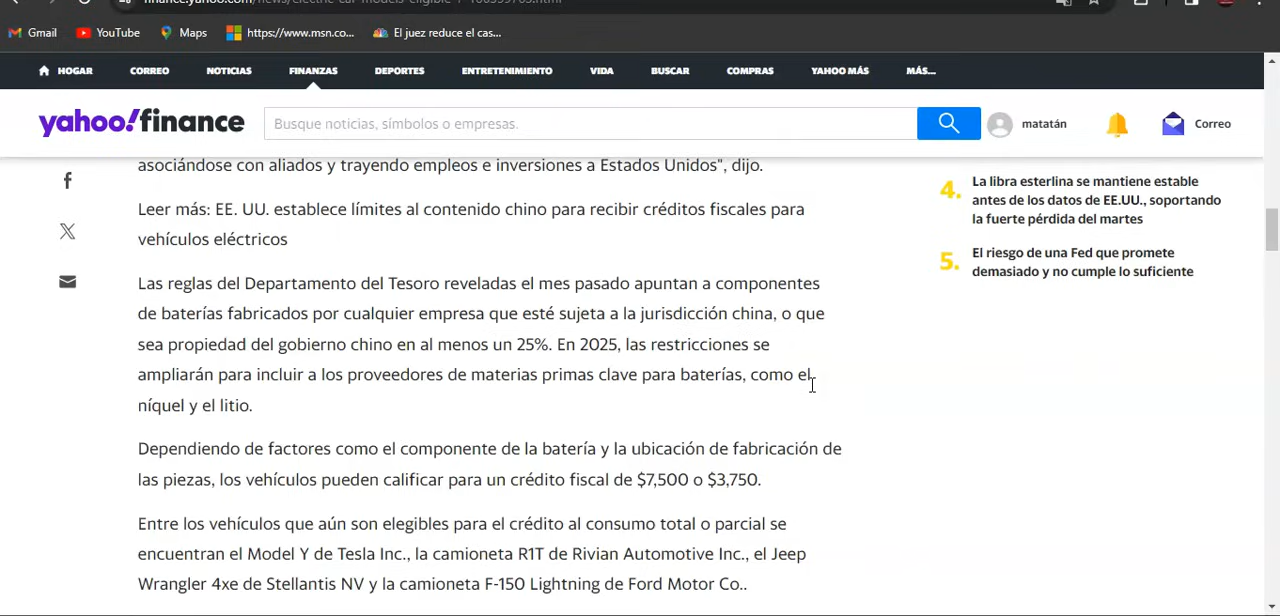 Gmail
YouTube
Maps
https://www.msn.co...
El juez reduce el cas...
HOGAR
CORREO
NOTICIAS
FINANZAS
DEPORTES
ENTRETENIMIENTO
VIDA
BUSCAR
COMPRAS
YAHOO MÁS
MÁS...
yahoo!finance
Busque noticias, símbolos o empresas.
matatán
Correo
asociándose con aliados y trayendo empleos e inversiones a Estados Unidos", dijo.
Leer más: EE. UU. establece límites al contenido chino para recibir créditos fiscales para
vehículos eléctricos
Las reglas del Departamento del Tesoro reveladas el mes pasado apuntan a componentes
de baterías fabricados por cualquier empresa que esté sujeta a la jurisdicción china, o que
sea propiedad del gobierno chino en al menos un 25%. En 2025, las restricciones se
ampliarán para incluir a los proveedores de materias primas clave para baterías, como el
níquel y el litio.
Dependiendo de factores como el componente de la batería y la ubicación de fabricación de
las piezas, los vehículos pueden calificar para un crédito fiscal de $7,500 o $3,750.
Entre los vehículos que aún son elegibles para el crédito al consumo total o parcial se
encuentran el Model Y de Tesla Inc., la camioneta R1T de Rivian Automotive Inc., el Jeep
Wrangler 4xe de Stellantis NV y la camioneta F-150 Lightning de Ford Motor Co..
4.
La libra esterlina se mantiene estable
antes de los datos de EE.UU., soportando
la fuerte pérdida del martes
5.
El riesgo de una Fed que promete
demasiado y no cumple lo suficiente